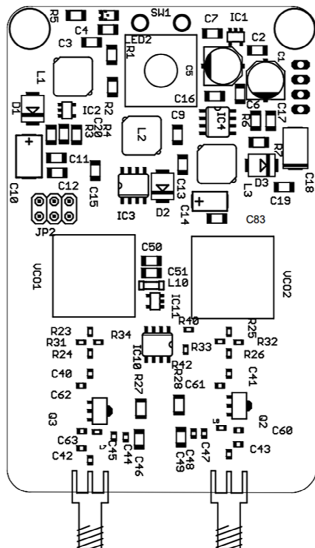 SW1
R5
C4
C3
LED2
R1
C7
IC1
C2
C1
L1
C5
D1
IC2
R2
C16
C6
C17
C20
R3
R4
L2
C9
IC4
R6
C11
R7
C10
C12
C15
IC3
D2
C13
C14
L3
D3
C18
C19
JP2
C83
C50
C51
L10
IC11
VCO1
VCO2
R23
R31
R34
R24
IC10
R40
R33
R42
R25
R32
R26
C40
C62
R27
R28
C61
C41
Q3
Q2
C63
C42
C45
C44
C46
C49
C48
C47
C60
C43